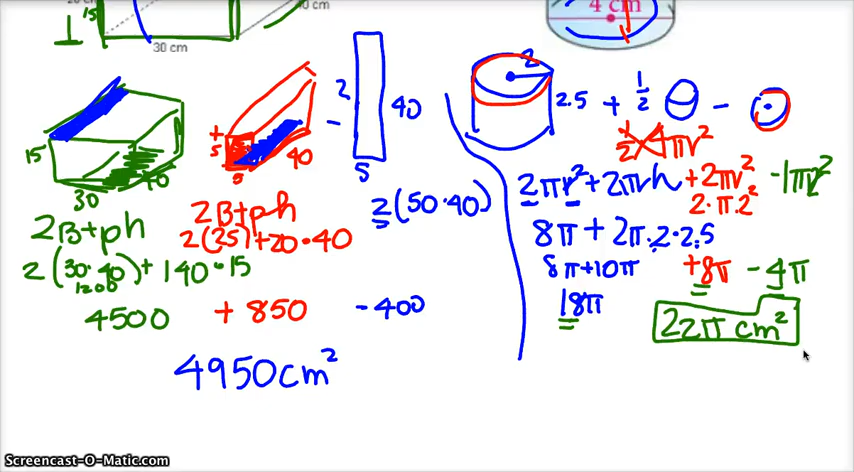 15
30 cm
4 cm
15
30
40
5
5
40
- 2
40
5
2
2.5 + 1/2 -
1/2 4πr²
2B+ph
2(30·40)+140·15
1200
4500
2B+ph
2(25)+20·40
+ 850
2(50·40)
- 400
4950cm²
2πr²+2πrh +2πr² -1πr²
2·π·2²
8π + 2π·2·2.5
8π+10π +8π - 4π
18π
22π cm²
Screencast-O-Matic.com